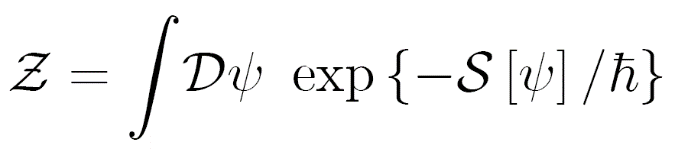 𝒵 = ∫𝒟ψ exp {−𝒮 [ψ] /ℏ}